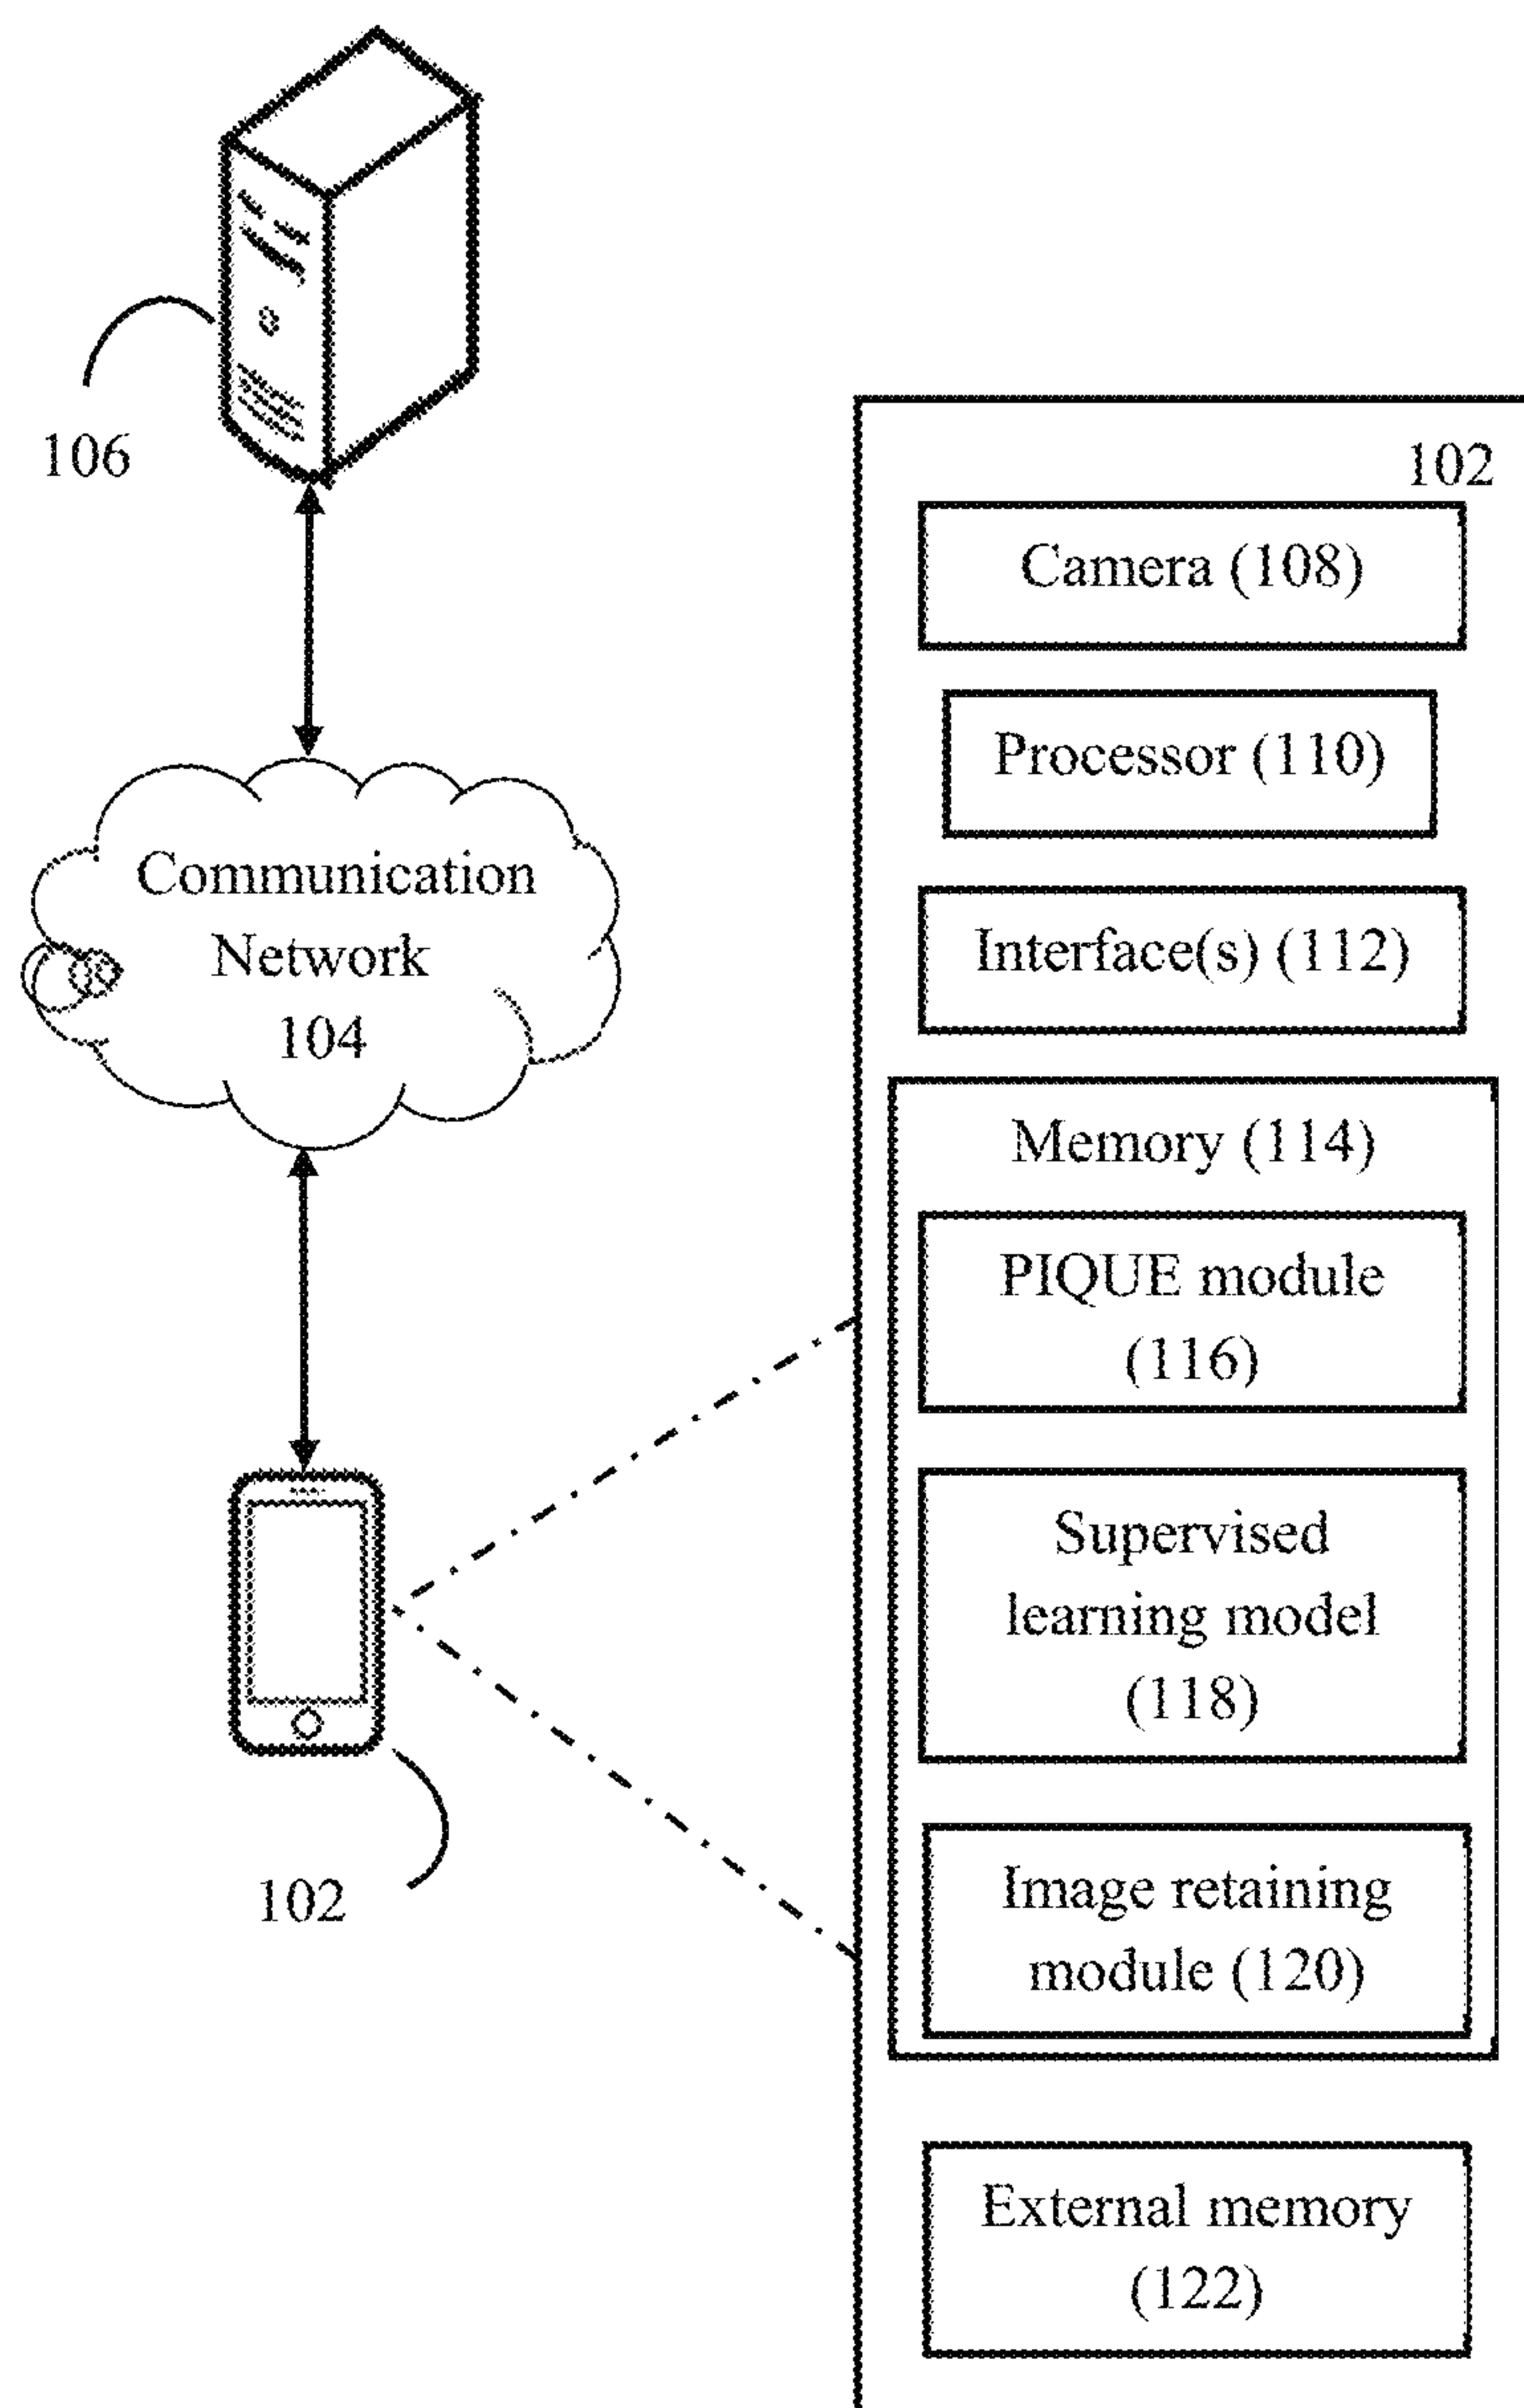 106
Communication
Network
104
102
102
Camera (108)
Processor (110)
Interface(s) (112)
Memory (114)
PIQUE module
(116)
Supervised
learning model
(118)
Image retaining
module (120)
External memory
(122)